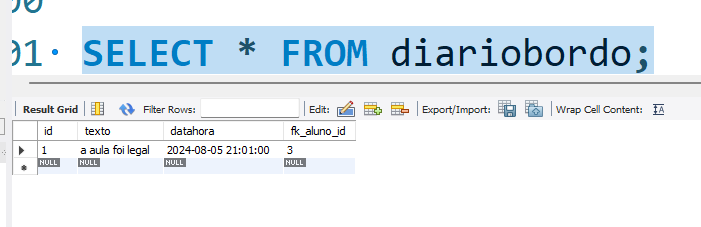 00
01 SELECT * FROM diariobordo;
Result Grid Filter Rows: Edit: Export/Import: Wrap Cell Content: IA
id texto datahora fk_aluno_id
1 a aula foi legal 2024-08-05 21:01:00 3
NULL NULL NULL NULL